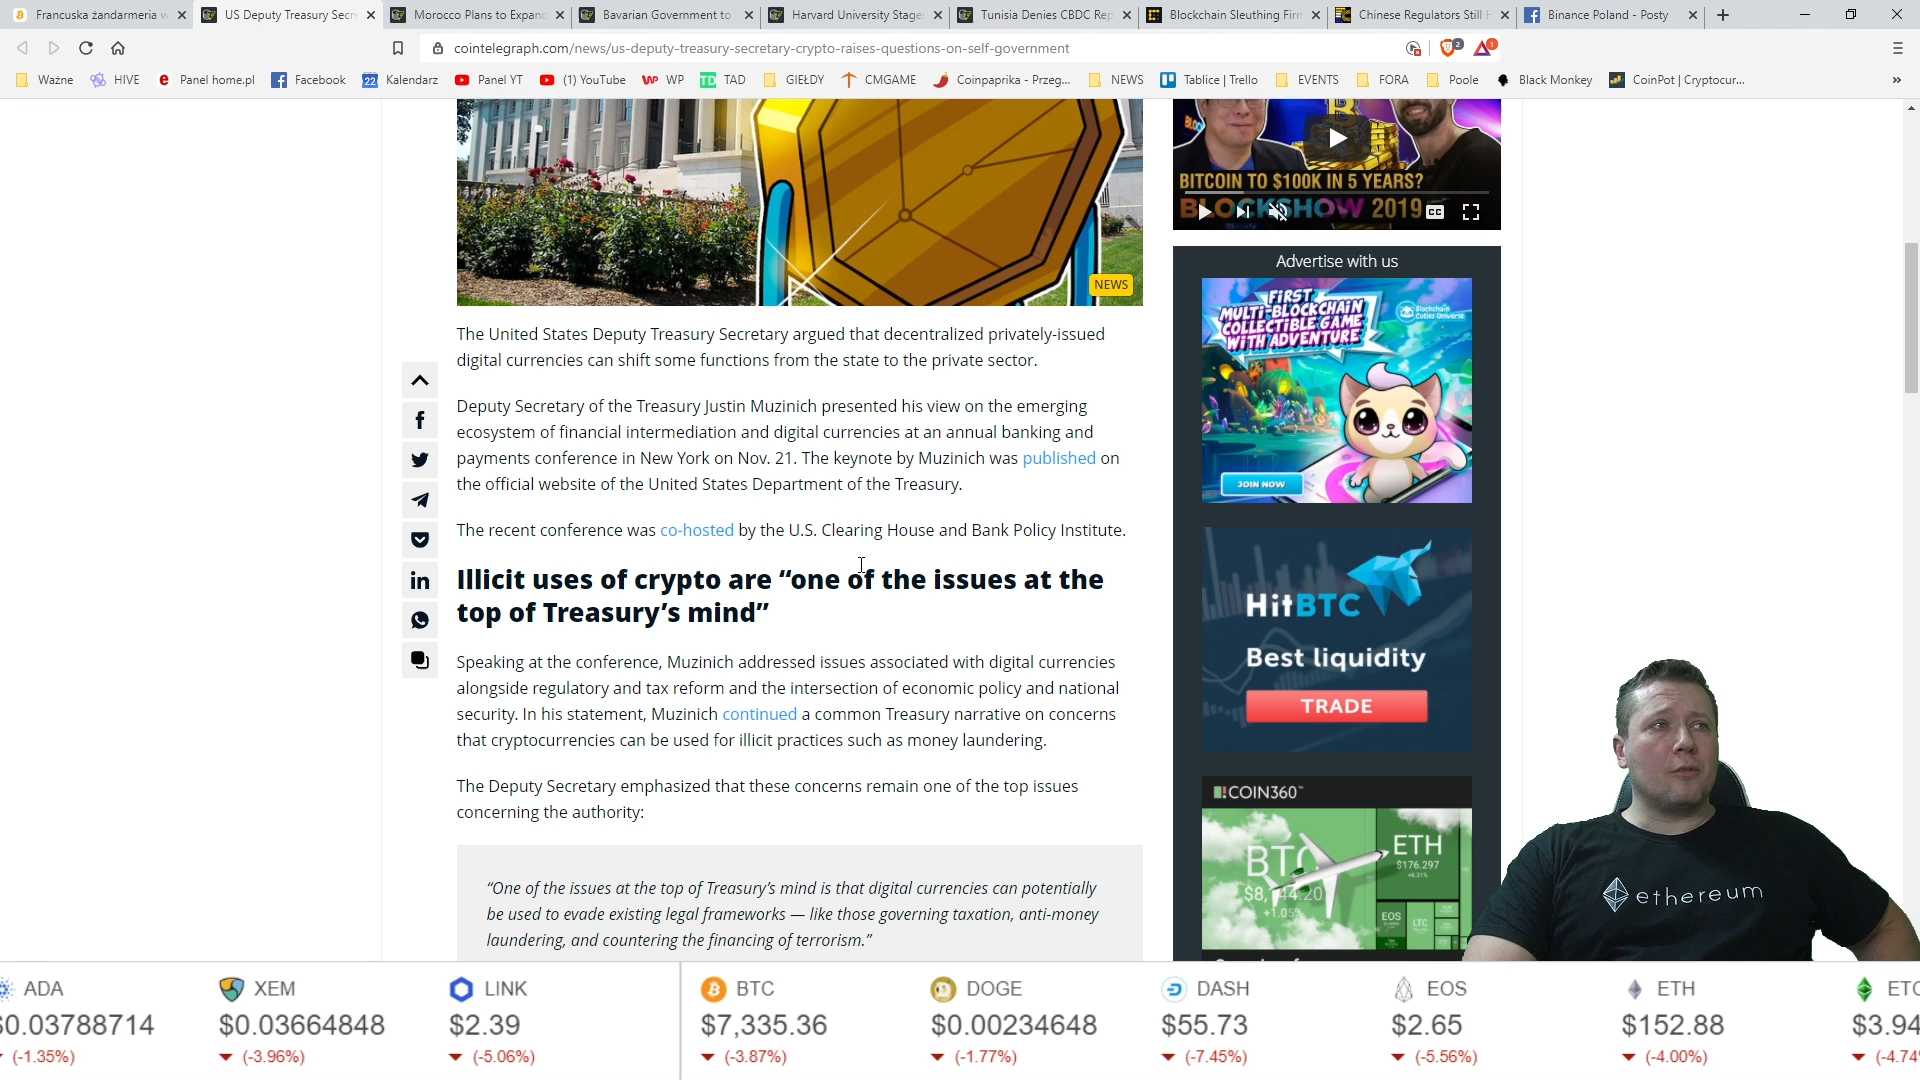 Francuska żandarmeria w
US Deputy Treasury Secre
Morocco Plans to Expand
Bavarian Government to
Harvard University Stage
Tunisia Denies CBDC Rep
Blockchain Sleuthing Firm
Chinese Regulators Still H
Binance Poland - Posty
cointelegraph.com/news/us-deputy-treasury-secretary-crypto-raises-questions-on-self-government
2
1
Ważne
HIVE
Panel home.pl
Facebook
22 Kalendarz
Panel YT
(1) YouTube
WP WP
TD TAD
GIEŁDY
CMGAME
Coinpaprika - Przeg...
NEWS
Tablice | Trello
EVENTS
FORA
Poole
Black Monkey
CoinPot | Cryptocur...
»
NEWS
The United States Deputy Treasury Secretary argued that decentralized privately-issued
digital currencies can shift some functions from the state to the private sector.
Deputy Secretary of the Treasury Justin Muzinich presented his view on the emerging
ecosystem of financial intermediation and digital currencies at an annual banking and
payments conference in New York on Nov. 21. The keynote by Muzinich was published on
the official website of the United States Department of the Treasury.
The recent conference was co-hosted by the U.S. Clearing House and Bank Policy Institute.
Illicit uses of crypto are “one of the issues at the
top of Treasury’s mind”
Speaking at the conference, Muzinich addressed issues associated with digital currencies
alongside regulatory and tax reform and the intersection of economic policy and national
security. In his statement, Muzinich continued a common Treasury narrative on concerns
that cryptocurrencies can be used for illicit practices such as money laundering.
The Deputy Secretary emphasized that these concerns remain one of the top issues
concerning the authority:
“One of the issues at the top of Treasury’s mind is that digital currencies can potentially
be used to evade existing legal frameworks — like those governing taxation, anti-money
laundering, and countering the financing of terrorism.”
BITCOIN TO $100K IN 5 YEARS?
BLOCKSHOW 2019
CC
Advertise with us
FIRST
MULTI-BLOCKCHAIN
COLLECTIBLE GAME
WITH ADVENTURE
Blockchain
Cuties Universe
JOIN NOW
HitBTC
Best liquidity
TRADE
COIN360™
BTC
+1.05%
ETH
$176.297
+6.21%
EOS
LTC
ethereum
ADA
$0.03788714
(-1.35%)
XEM
$0.03664848
(-3.96%)
LINK
$2.39
(-5.06%)
BTC
$7,335.36
(-3.87%)
DOGE
$0.00234648
(-1.77%)
DASH
$55.73
(-7.45%)
EOS
$2.65
(-5.56%)
ETH
$152.88
(-4.00%)
ETC
$3.94
(-4.74%